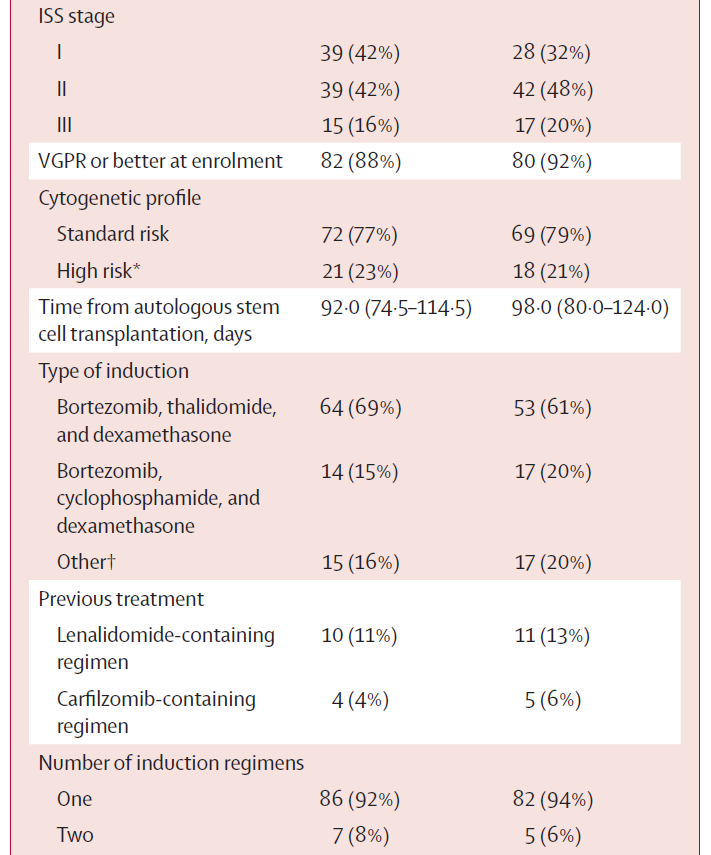 ISS stage
I 39 (42%) 28 (32%)
II 39 (42%) 42 (48%)
III 15 (16%) 17 (20%)
VGPR or better at enrolment 82 (88%) 80 (92%)
Cytogenetic profile
Standard risk 72 (77%) 69 (79%)
High risk* 21 (23%) 18 (21%)
Time from autologous stem 92·0 (74·5–114·5) 98·0 (80·0–124·0)
cell transplantation, days
Type of induction
Bortezomib, thalidomide, 64 (69%) 53 (61%)
and dexamethasone
Bortezomib, 14 (15%) 17 (20%)
cyclophosphamide, and
dexamethasone
Other† 15 (16%) 17 (20%)
Previous treatment
Lenalidomide-containing 10 (11%) 11 (13%)
regimen
Carfilzomib-containing 4 (4%) 5 (6%)
regimen
Number of induction regimens
One 86 (92%) 82 (94%)
Two 7 (8%) 5 (6%)